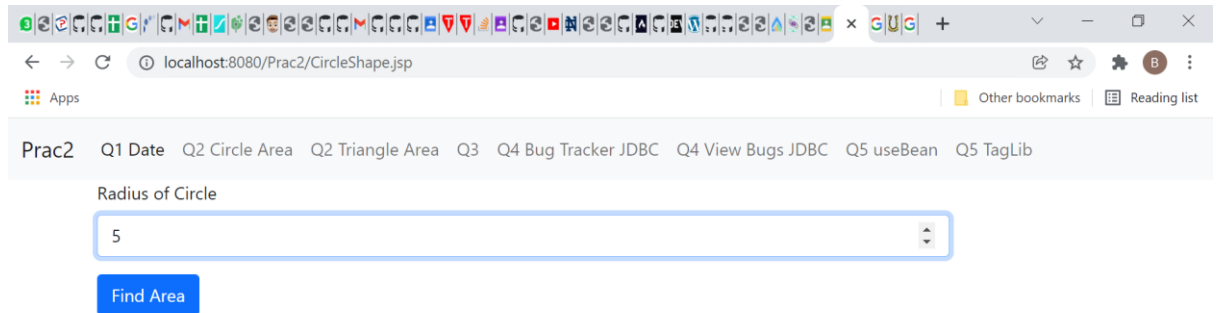 localhost:8080/Prac2/CircleShape.jsp
B
Apps
Other bookmarks
Reading list
Prac2 Q1 Date Q2 Circle Area Q2 Triangle Area Q3 Q4 Bug Tracker JDBC Q4 View Bugs JDBC Q5 useBean Q5 TagLib
Radius of Circle
5
Find Area